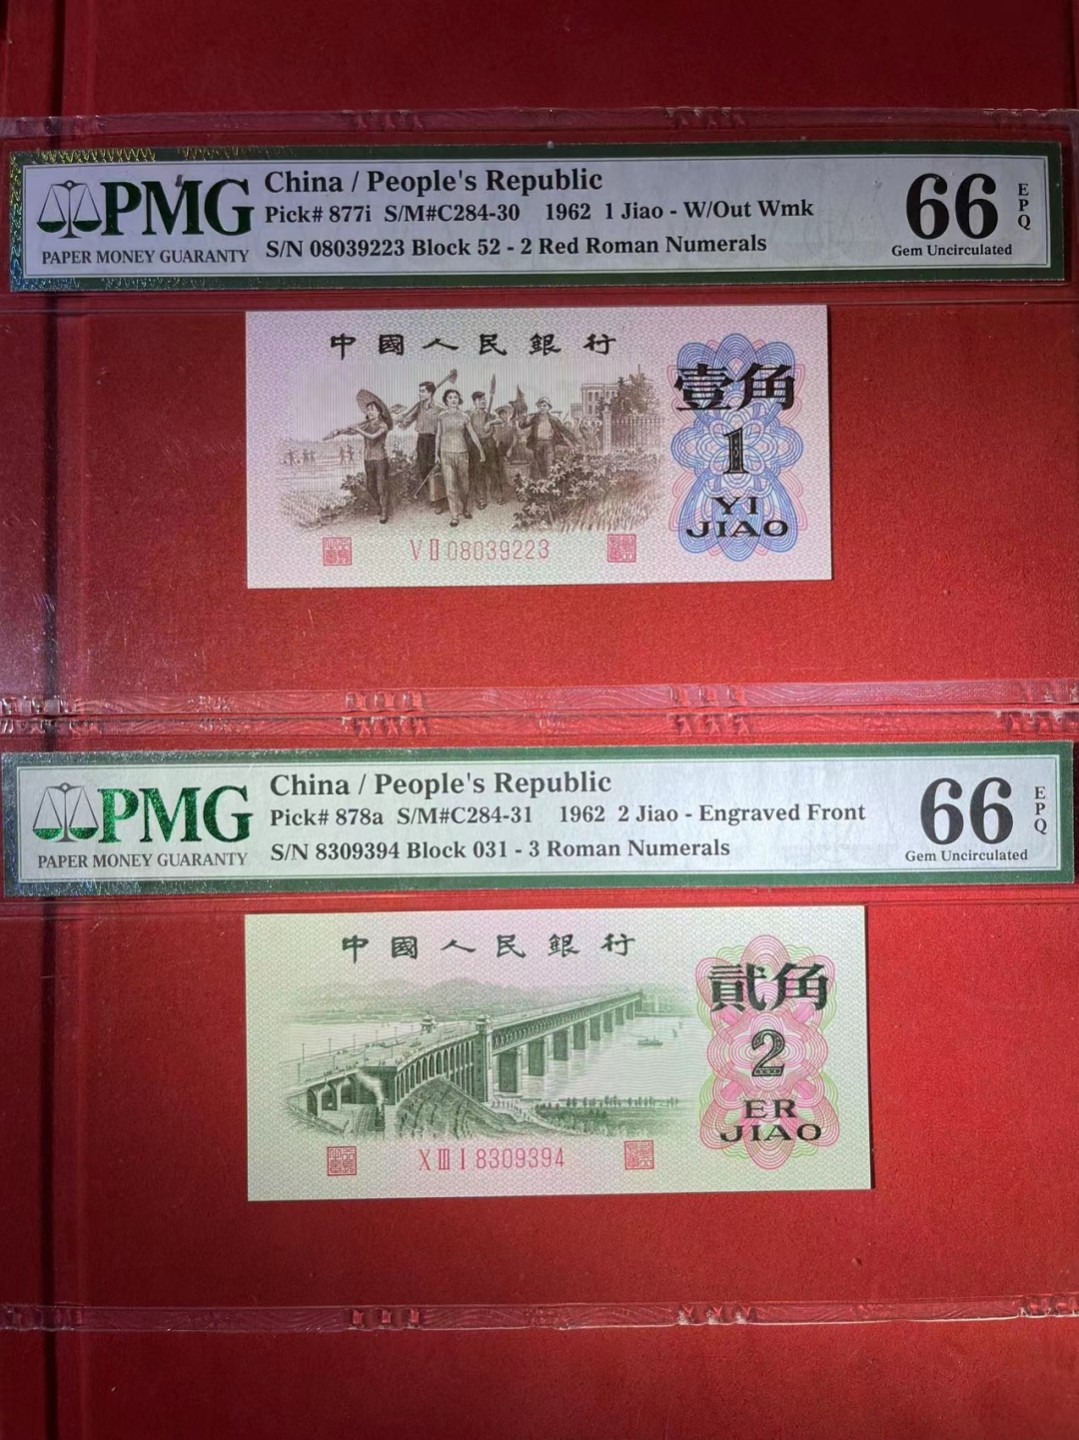 PMG
PAPER MONEY GUARANTY
China / People's Republic
Pick# 877i S/M#C284-30 1962 1 Jiao - W/Out Wmk
S/N 08039223 Block 52 - 2 Red Roman Numerals
66 EPQ
Gem Uncirculated
中國人民銀行
壹角
1
YI
JIAO
V II 08039223
PMG
PAPER MONEY GUARANTY
China / People's Republic
Pick# 878a S/M#C284-31 1962 2 Jiao - Engraved Front
S/N 8309394 Block 031 - 3 Roman Numerals
66 EPQ
Gem Uncirculated
中國人民銀行
貳角
2
ER
JIAO
X III I 8309394